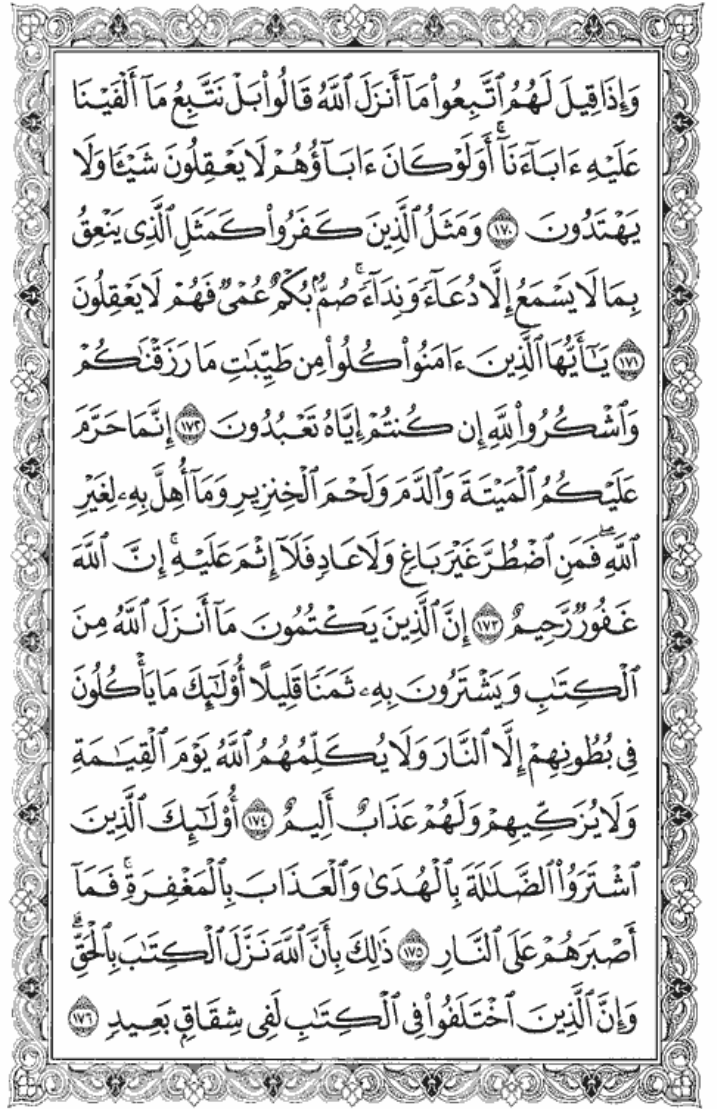 وَإِذَا قِيلَ لَهُمُ ٱتَّبِعُوا۟ مَآ أَنزَلَ ٱللَّهُ قَالُوا۟ بَلْ نَتَّبِعُ مَآ أَلْفَيْنَا
عَلَيْهِ ءَابَآءَنَآ ۗ أَوَلَوْ كَانَ ءَابَآؤُهُمْ لَا يَعْقِلُونَ شَيْـًٔا وَلَا
يَهْتَدُونَ ١٧٠ وَمَثَلُ ٱلَّذِينَ كَفَرُوا۟ كَمَثَلِ ٱلَّذِى يَنْعِقُ
بِمَا لَا يَسْمَعُ إِلَّا دُعَآءً وَنِدَآءً ۚ صُمٌّۢ بُكْمٌ عُمْىٌ فَهُمْ لَا يَعْقِلُونَ
١٧١ يَـٰٓأَيُّهَا ٱلَّذِينَ ءَامَنُوا۟ كُلُوا۟ مِن طَيِّبَـٰتِ مَا رَزَقْنَـٰكُمْ
وَٱشْكُرُوا۟ لِلَّهِ إِن كُنتُمْ إِيَّاهُ تَعْبُدُونَ ١٧٢ إِنَّمَا حَرَّمَ
عَلَيْكُمُ ٱلْمَيْتَةَ وَٱلدَّمَ وَلَحْمَ ٱلْخِنزِيرِ وَمَآ أُهِلَّ بِهِۦ لِغَيْرِ
ٱللَّهِ ۖ فَمَنِ ٱضْطُرَّ غَيْرَ بَاغٍ وَلَا عَادٍ فَلَآ إِثْمَ عَلَيْهِ ۚ إِنَّ ٱللَّهَ
غَفُورٌ رَّحِيمٌ ١٧٣ إِنَّ ٱلَّذِينَ يَكْتُمُونَ مَآ أَنزَلَ ٱللَّهُ مِنَ
ٱلْكِتَـٰبِ وَيَشْتَرُونَ بِهِۦ ثَمَنًا قَلِيلًا أُو۟لَـٰٓئِكَ مَا يَأْكُلُونَ
فِى بُطُونِهِمْ إِلَّا ٱلنَّارَ وَلَا يُكَلِّمُهُمُ ٱللَّهُ يَوْمَ ٱلْقِيَـٰمَةِ
وَلَا يُزَكِّيهِمْ وَلَهُمْ عَذَابٌ أَلِيمٌ ١٧٤ أُو۟لَـٰٓئِكَ ٱلَّذِينَ
ٱشْتَرَوُا۟ ٱلضَّلَـٰلَةَ بِٱلْهُدَىٰ وَٱلْعَذَابَ بِٱلْمَغْفِرَةِ ۚ فَمَآ
أَصْبَرَهُمْ عَلَى ٱلنَّارِ ١٧٥ ذَٰلِكَ بِأَنَّ ٱللَّهَ نَزَّلَ ٱلْكِتَـٰبَ بِٱلْحَقِّ ۗ
وَإِنَّ ٱلَّذِينَ ٱخْتَلَفُوا۟ فِى ٱلْكِتَـٰبِ لَفِى شِقَاقٍۭ بَعِيدٍ ١٧٦